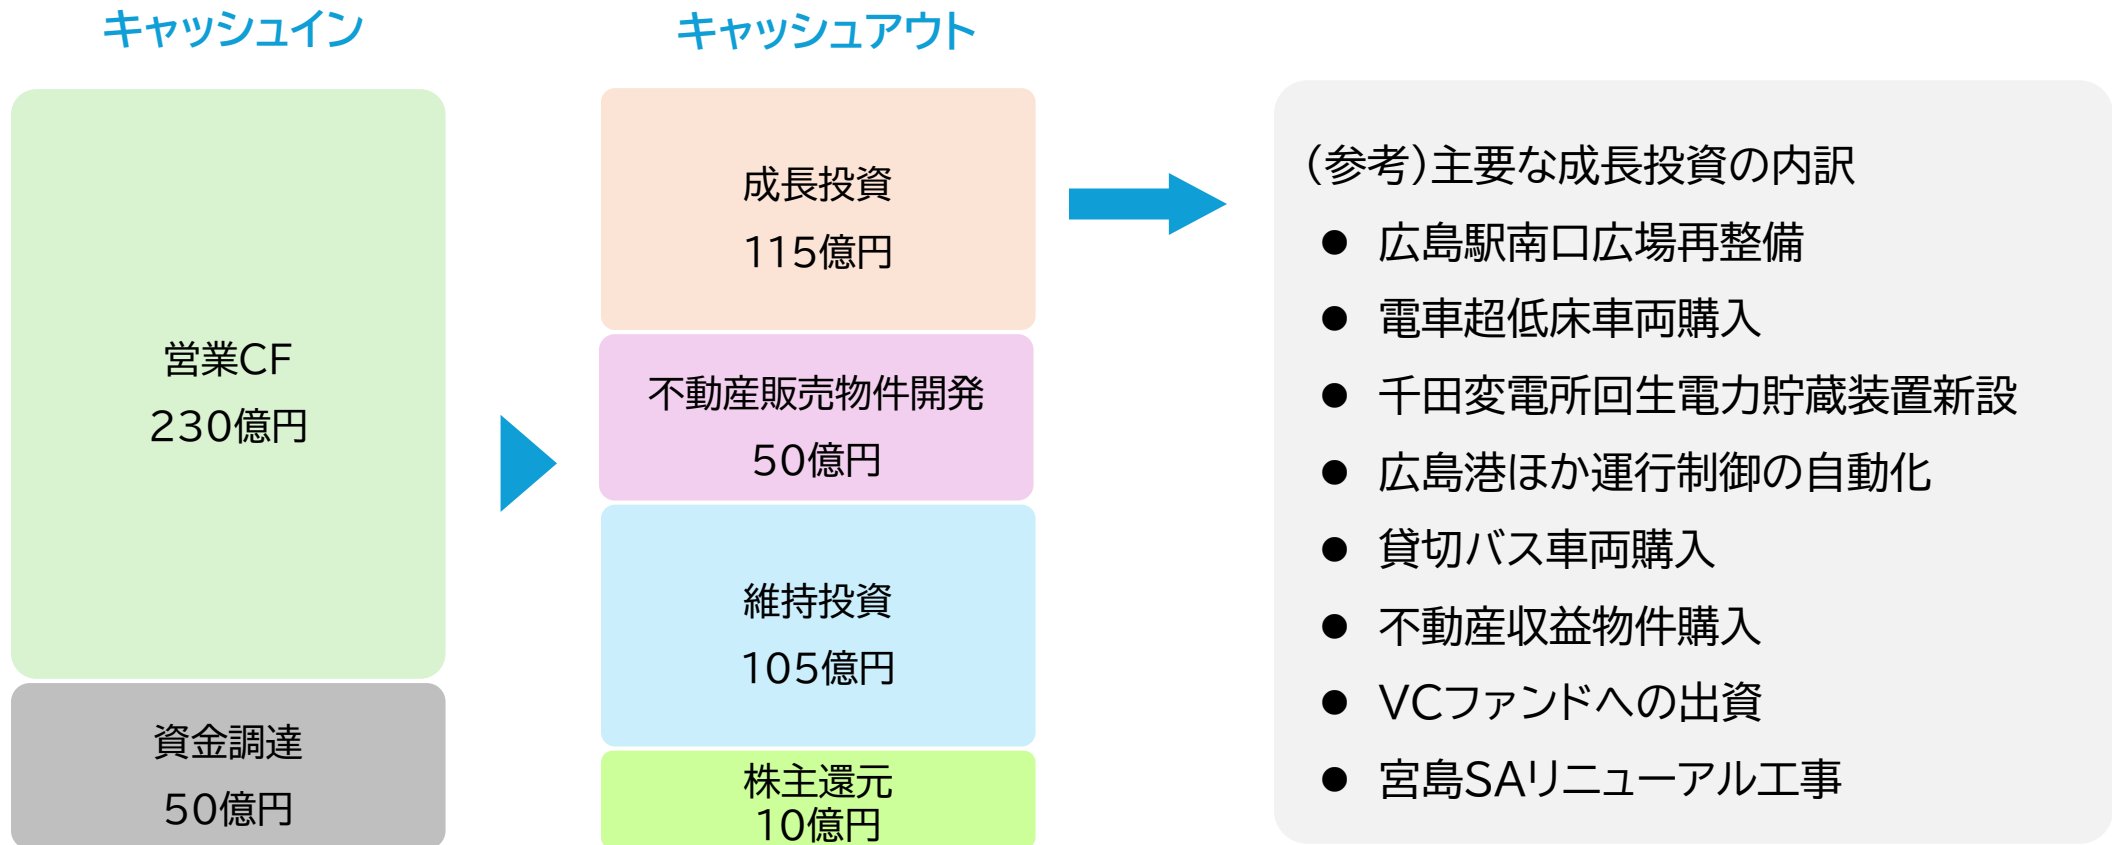 キャッシュイン
営業CF
230億円
資金調達
50億円
キャッシュアウト
成長投資
115億円
不動産販売物件開発
50億円
維持投資
105億円
株主還元
10億円
(参考)主要な成長投資の内訳
● 広島駅南口広場再整備
● 電車超低床車両購入
● 千田変電所回生電力貯蔵装置新設
● 広島港ほか運行制御の自動化
● 貸切バス車両購入
● 不動産収益物件購入
● VCファンドへの出資
● 宮島SAリニューアル工事